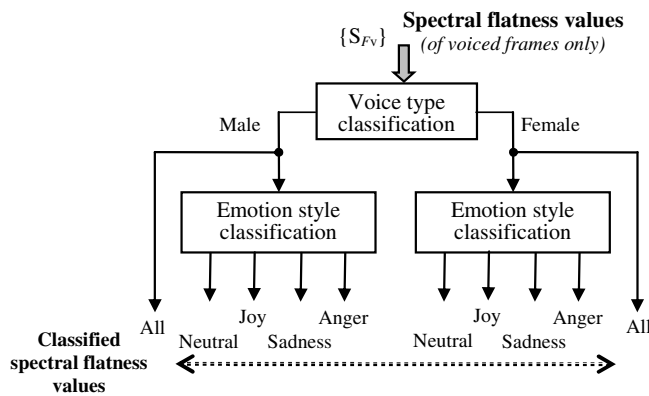 Spectral flatness values
{S_Fv}
(of voiced frames only)
Voice type
classification
Male
Female
Emotion style
classification
Emotion style
classification
Joy
Anger
Joy
Anger
All
Neutral
Sadness
Neutral
Sadness
All
Classified
spectral flatness
values